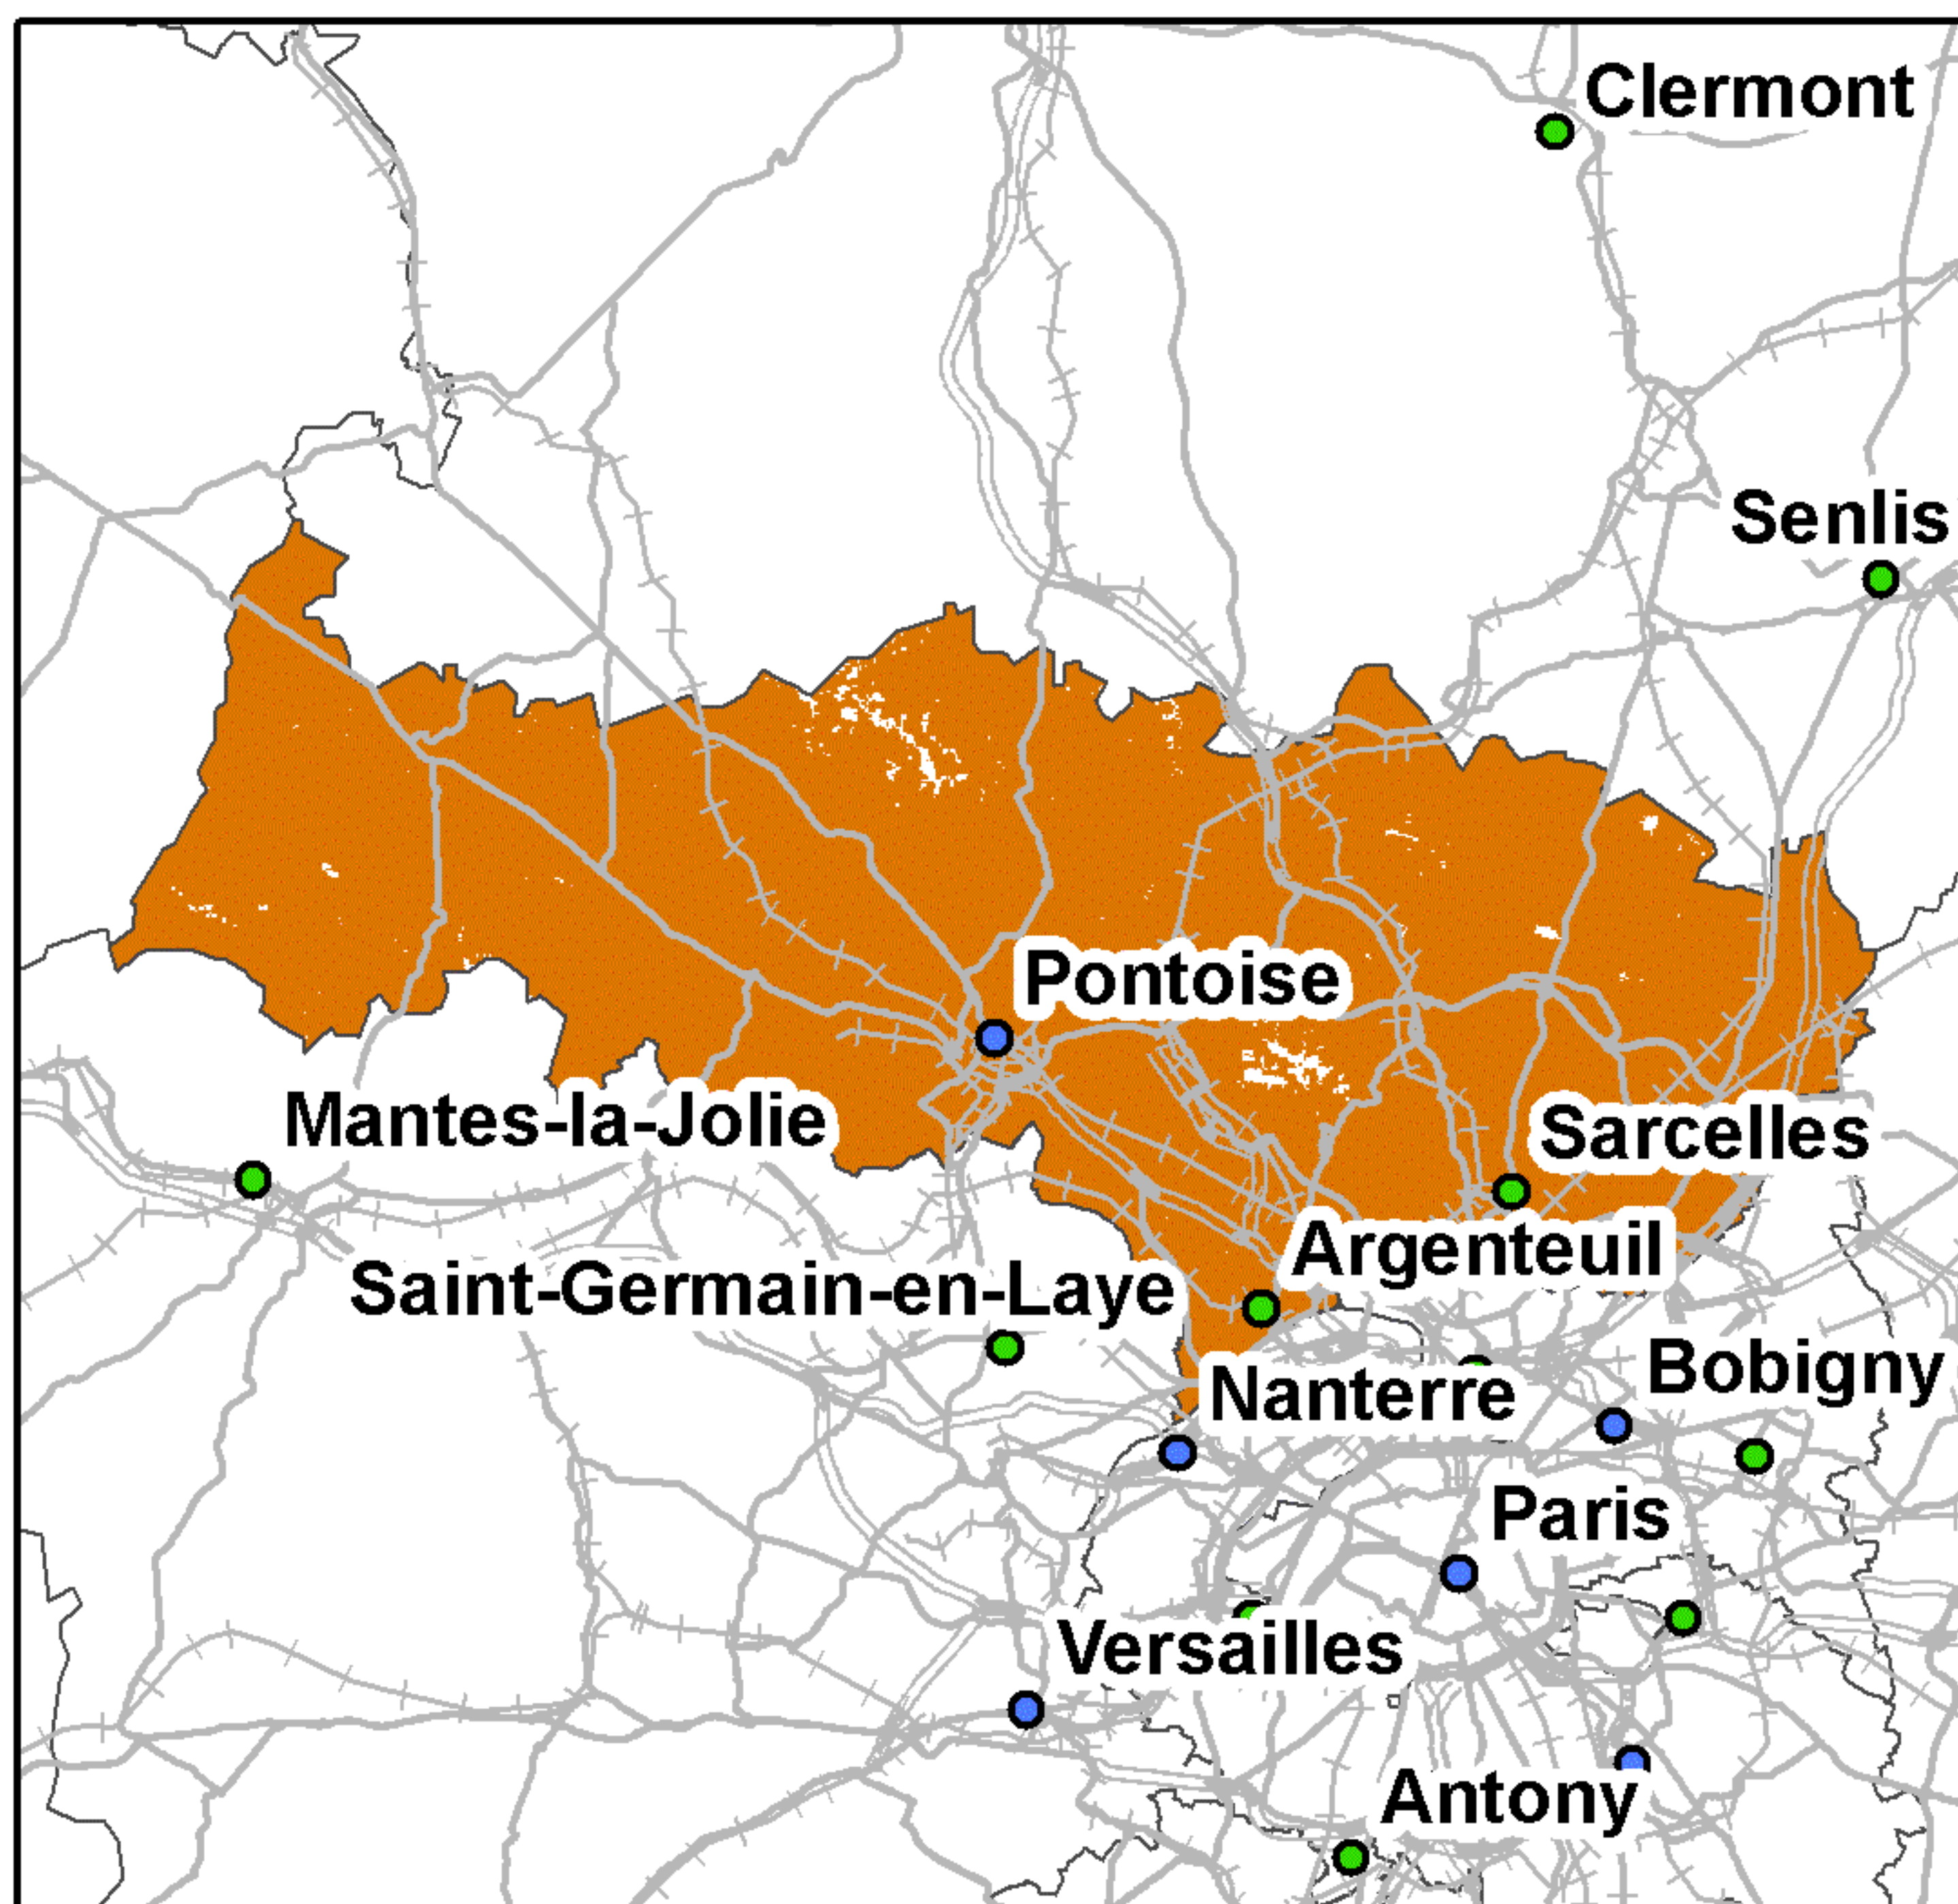 Clermont
Senlis
Pontoise
Mantes-la-Jolie
Sarcelles
Argenteuil
Saint-Germain-en-Laye
Bobigny
Nanterre
Paris
Versailles
Antony